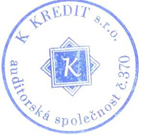 K KREDIT s.r.o.
K
auditorská společnost č.370